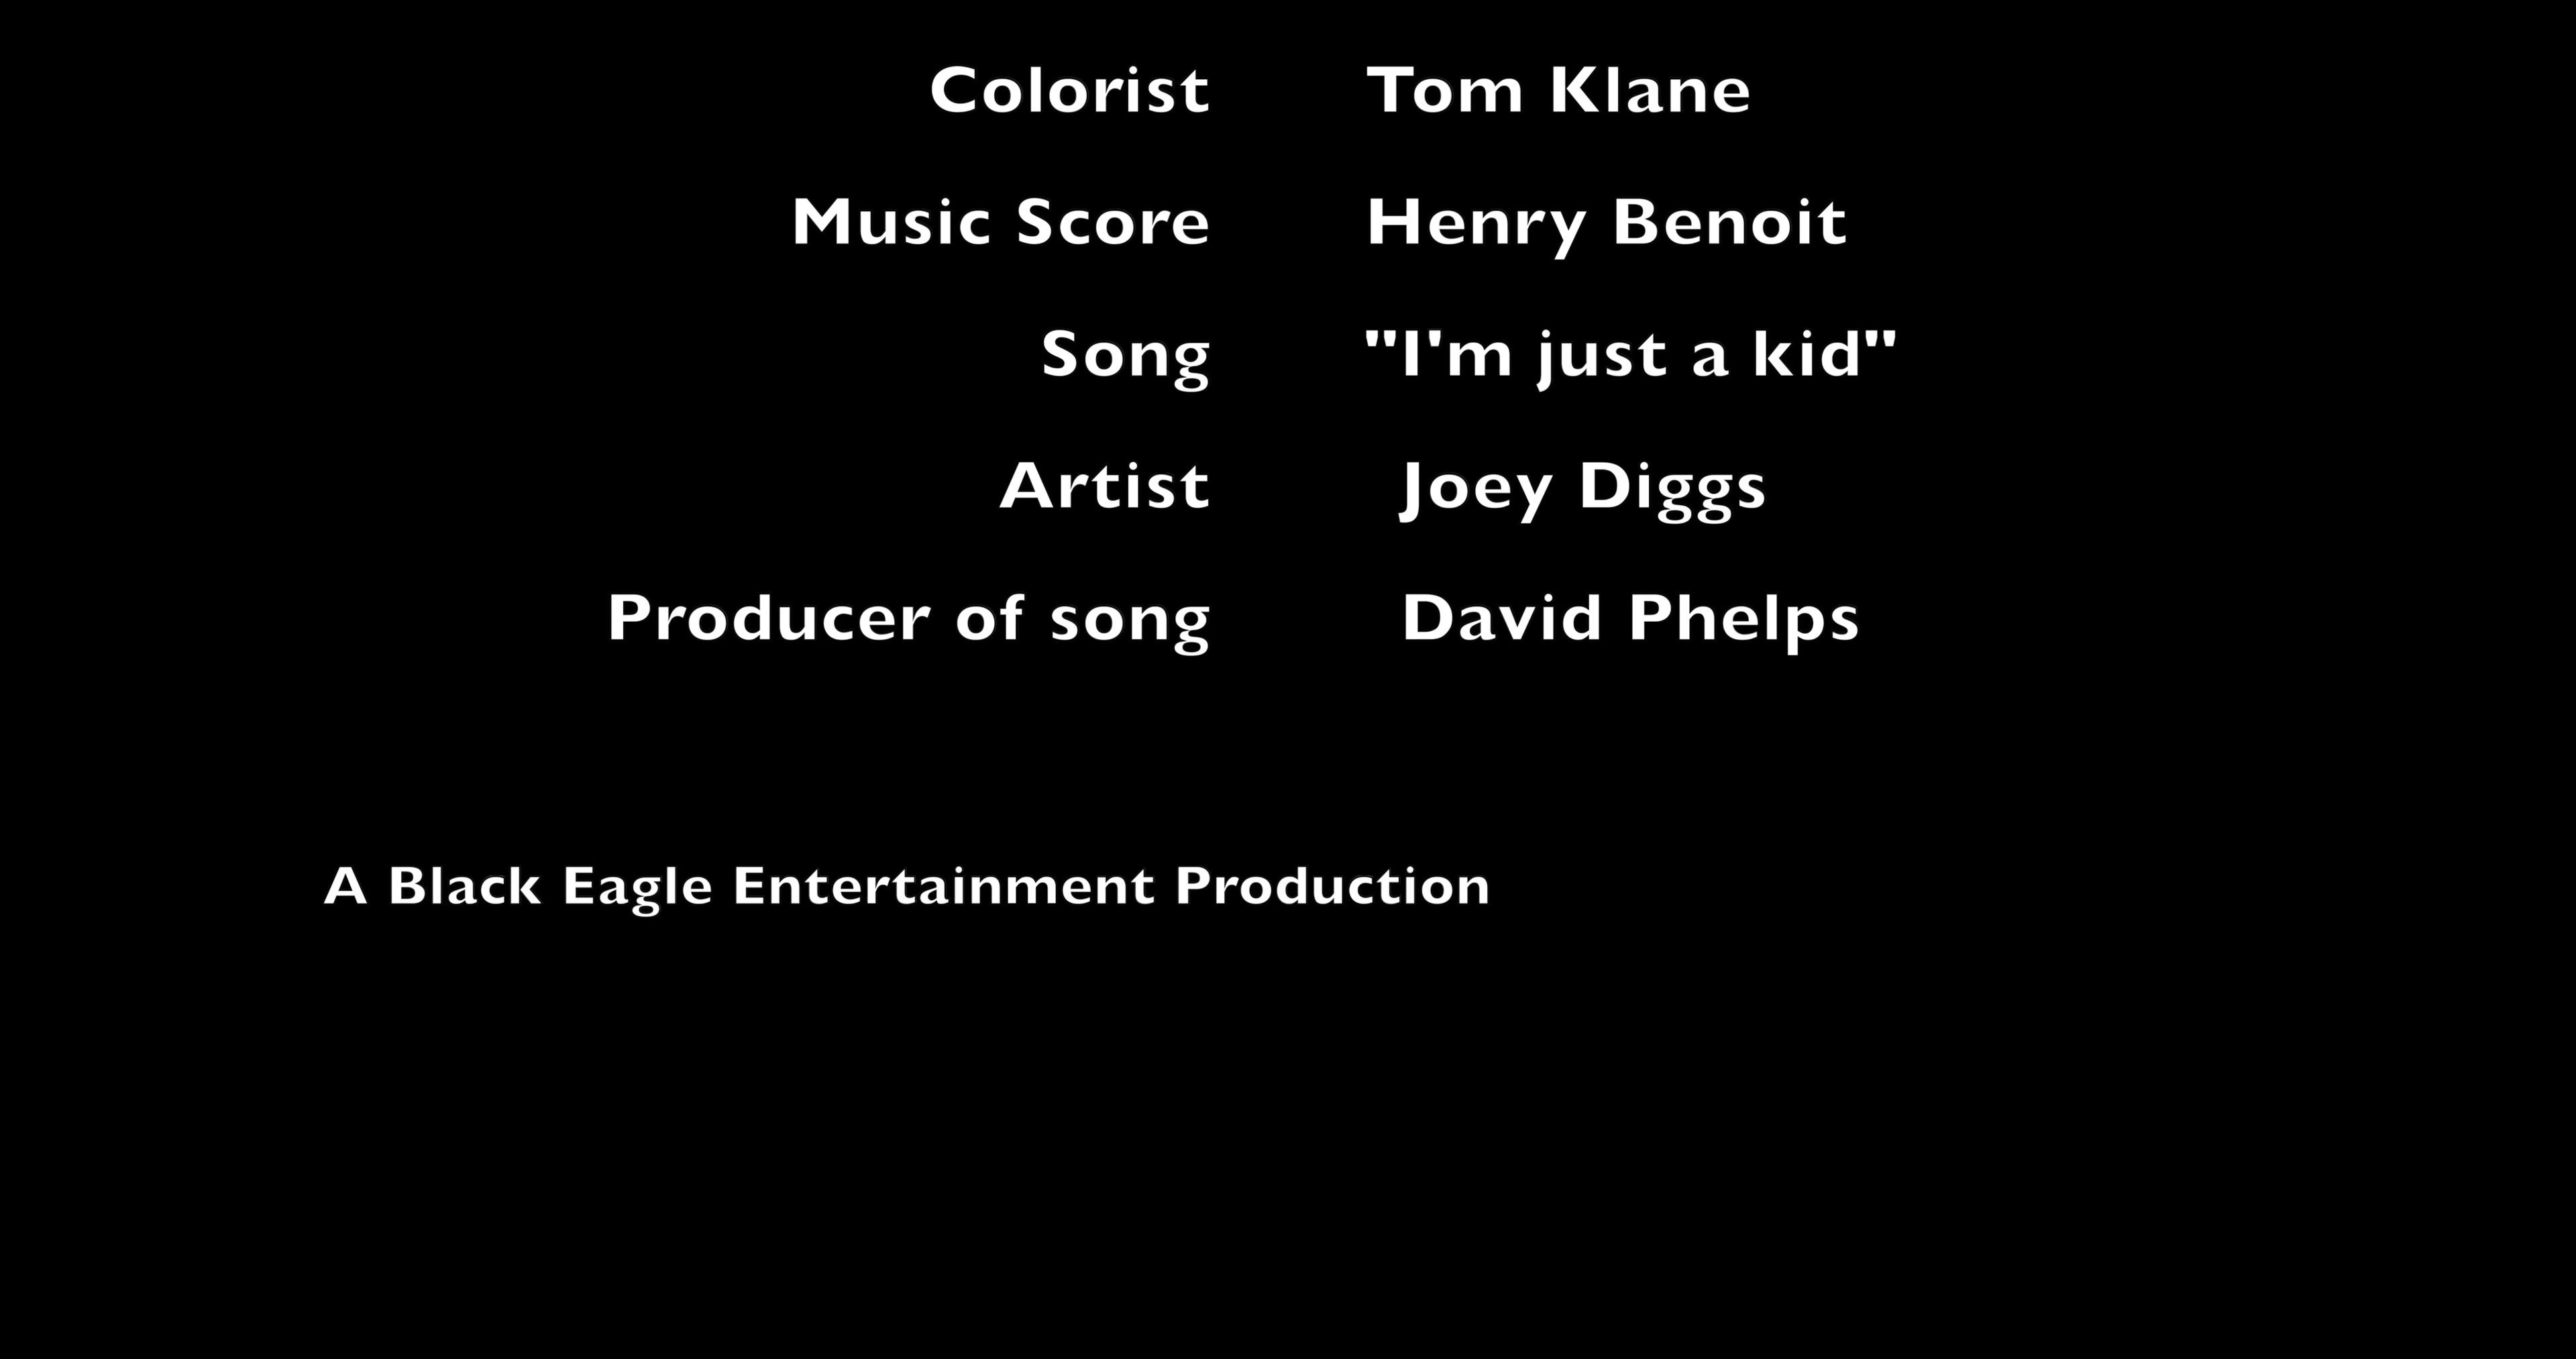 Colorist Tom Klane
Music Score Henry Benoit
Song "I'm just a kid"
Artist Joey Diggs
Producer of song David Phelps
A Black Eagle Entertainment Production